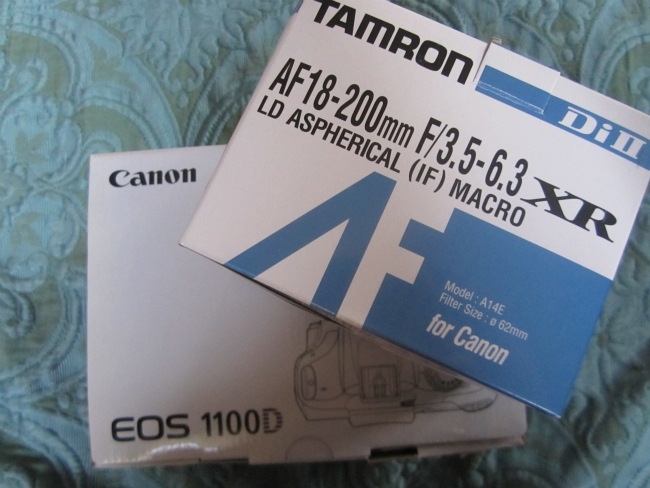 TAMRON
Di II
AF18-200mm F/3.5-6.3 XR
LD ASPHERICAL (IF) MACRO
AF
Model : A14E
Filter Size : ø 62mm
for Canon
Canon
EOS 1100D